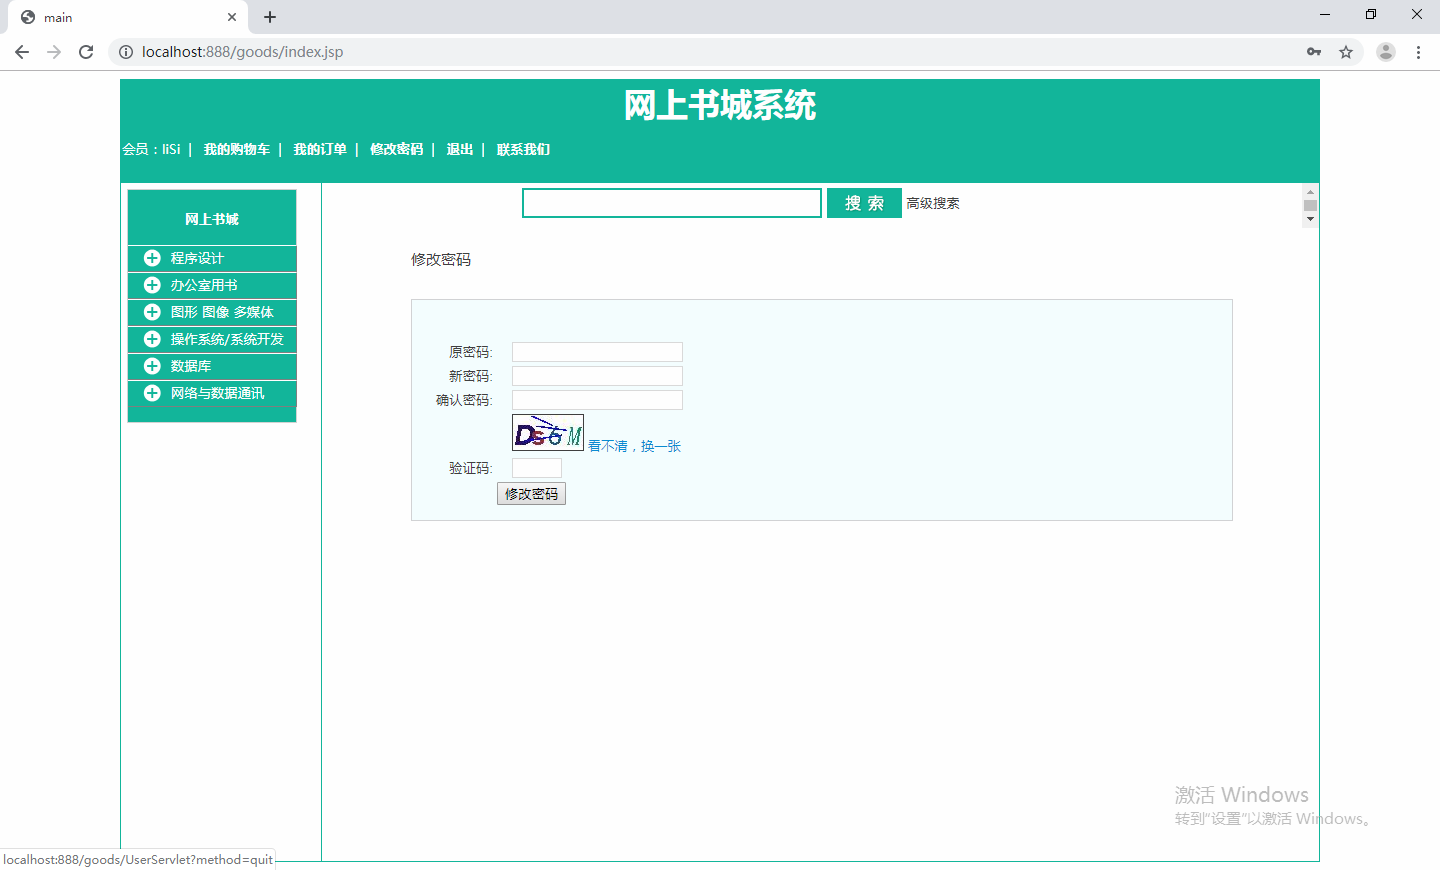 main
localhost:888/goods/index.jsp
网上书城系统
会员：liSi | 我的购物车 | 我的订单 | 修改密码 | 退出 | 联系我们
搜 索 高级搜索
网上书城
程序设计
办公室用书
图形 图像 多媒体
操作系统/系统开发
数据库
网络与数据通讯
修改密码
原密码:
新密码:
确认密码:
DS6M 看不清，换一张
验证码:
修改密码
激活 Windows
转到"设置"以激活 Windows。
localhost:888/goods/UserServlet?method=quit